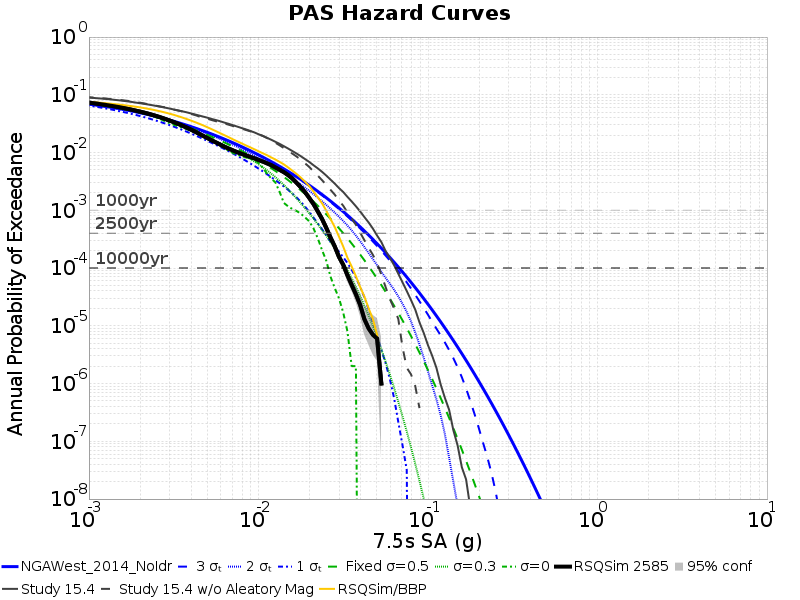 PAS Hazard Curves
Annual Probability of Exceedance
10^0
10^-1
10^-2
10^-3
10^-4
10^-5
10^-6
10^-7
10^-8
1000yr
2500yr
10000yr
10^-3 10^-2 10^-1 10^0 10^1
7.5s SA (g)
NGAWest_2014_NoIdr 3 σₜ 2 σₜ 1 σₜ Fixed σ=0.5 σ=0.3 σ=0 RSQSim 2585 95% conf
Study 15.4 Study 15.4 w/o Aleatory Mag RSQSim/BBP